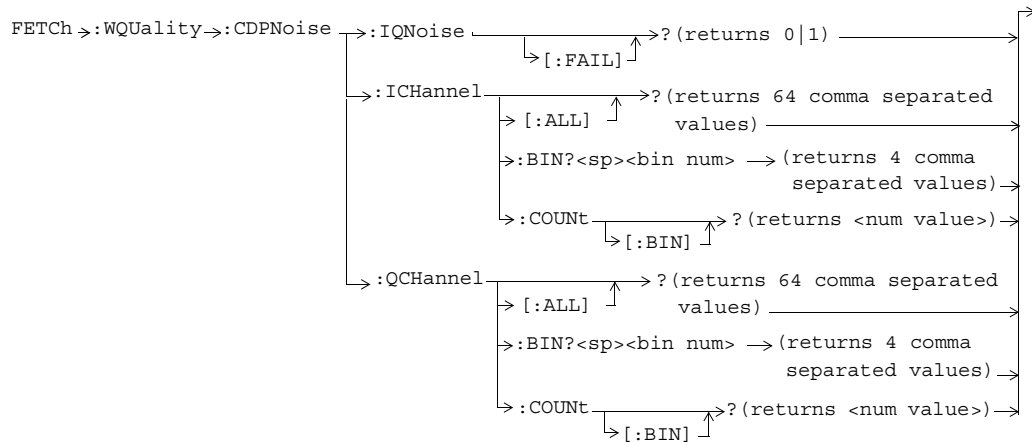 FETCh :WQUality :CDPNoise :IQNoise ?(returns 0|1)
[:FAIL]
:ICHannel ?(returns 64 comma separated
[:ALL] values)
:BIN?<sp><bin num> (returns 4 comma
separated values)
:COUNt ?(returns <num value>)
[:BIN]
:QCHannel ?(returns 64 comma separated
[:ALL] values)
:BIN?<sp><bin num> (returns 4 comma
separated values)
:COUNt ?(returns <num value>)
[:BIN]